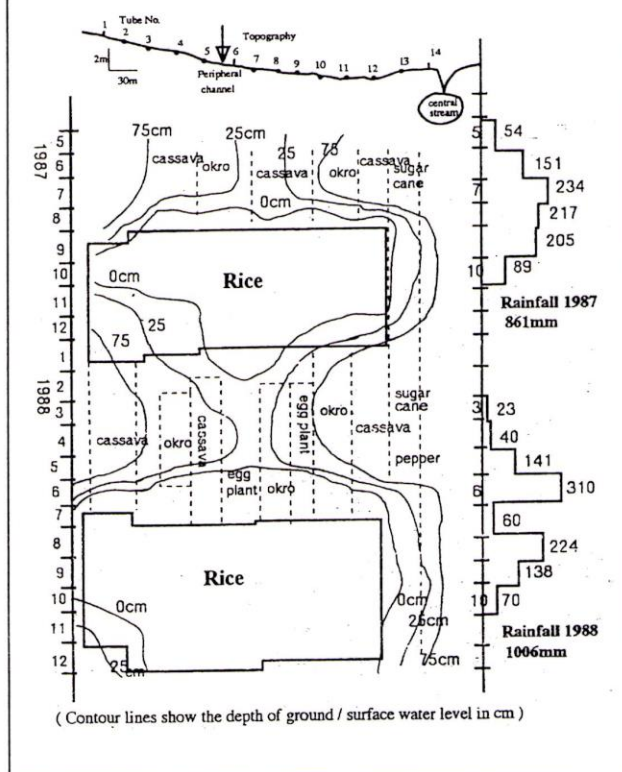 Tube No.
1 2 3 4 5 6 7 8 9 10 11 12 13 14
Topography
2m
30m
Peripheral
channel
central
stream
1987
5
6
7
8
9
10
11
12
1
1988
2
3
4
5
6
7
8
9
10
11
12
75cm 25cm 25 75
cassava okro cassava okro cassava sugar
cane
0cm
Rice
0cm
25
75
cassava okro cassava egg plant okro cassava sugar
cane
pepper
egg
plant okro
Rice
0cm
25cm
0cm
25cm
75cm
5 54
151
7 234
217
205
10 89
Rainfall 1987
861mm
3 23
40
141
6 310
60
224
138
10 70
Rainfall 1988
1006mm
( Contour lines show the depth of ground / surface water level in cm )